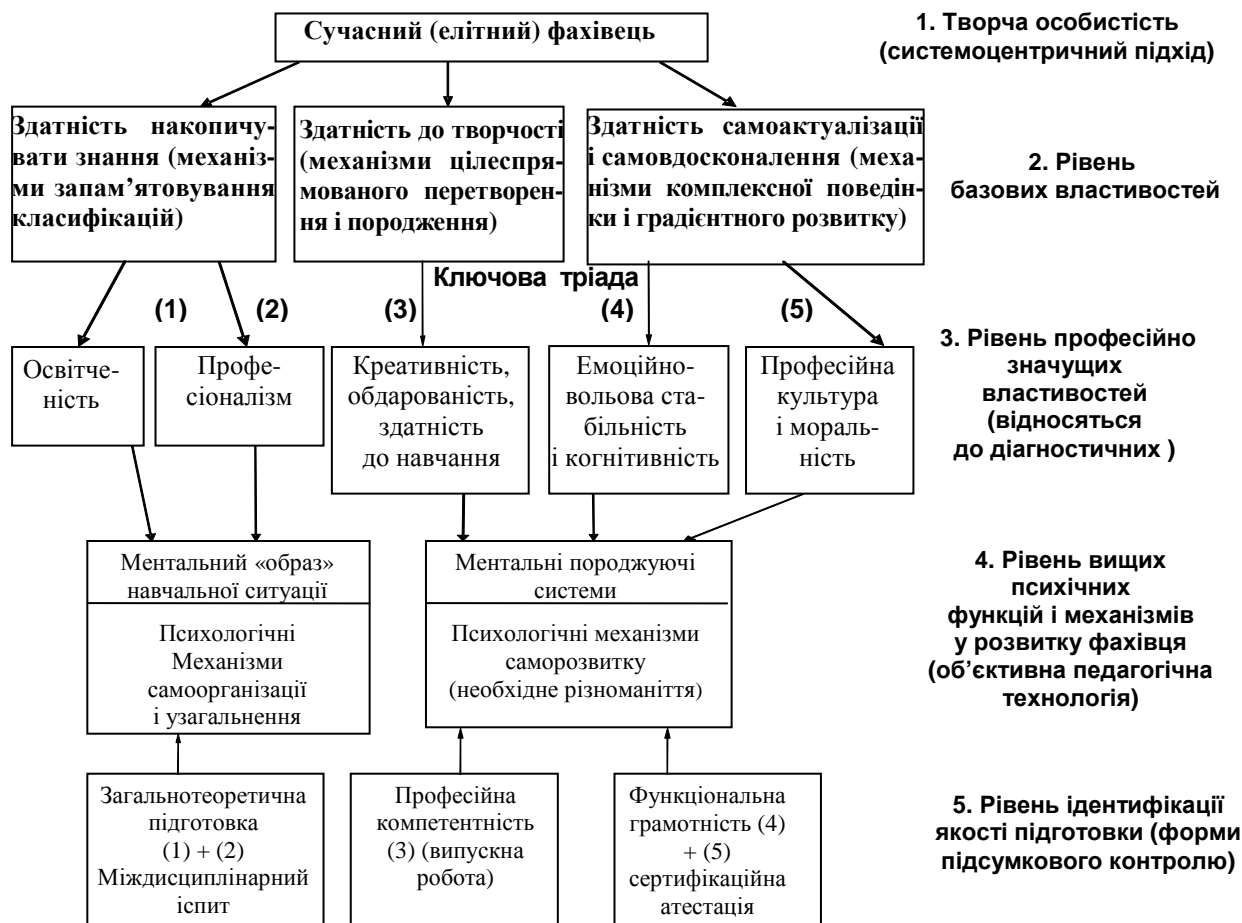 Сучасний (елітний) фахівець
1. Творча особистість
(системоцентричний підхід)
Здатність накопичу-
вати знання (механіз-
ми запам’ятовування
класифікацій)
Здатність до творчості
(механізми цілеспря-
мованого перетворен-
ня і породження)
Здатність самоактуалізації
і самовдосконалення (меха-
нізми комплексної поведін-
ки і градієнтного розвитку)
2. Рівень
базових властивостей
Ключова тріада
(1)
(2)
(3)
(4)
(5)
Освітче-
ність
Профе-
сіоналізм
Креативність,
обдарованість,
здатність
до навчання
Емоційно-
вольова ста-
більність
і когнітивність
Професійна
культура
і мораль-
ність
3. Рівень професійно
значущих
властивостей
(відносяться
до діагностичних )
Ментальний «образ»
навчальної ситуації
Психологічні
Механізми
самоорганізації
і узагальнення
Ментальні породжуючі
системи
Психологічні механізми
саморозвитку
(необхідне різноманіття)
4. Рівень вищих
психічних
функцій і механізмів
у розвитку фахівця
(об’єктивна педагогічна
технологія)
Загальнотеоретична
підготовка
(1) + (2)
Міждисциплінарний
іспит
Професійна
компетентність
(3) (випускна
робота)
Функціональна
грамотність (4)
+ (5)
сертифікаційна
атестація
5. Рівень ідентифікації
якості підготовки (форми
підсумкового контролю)